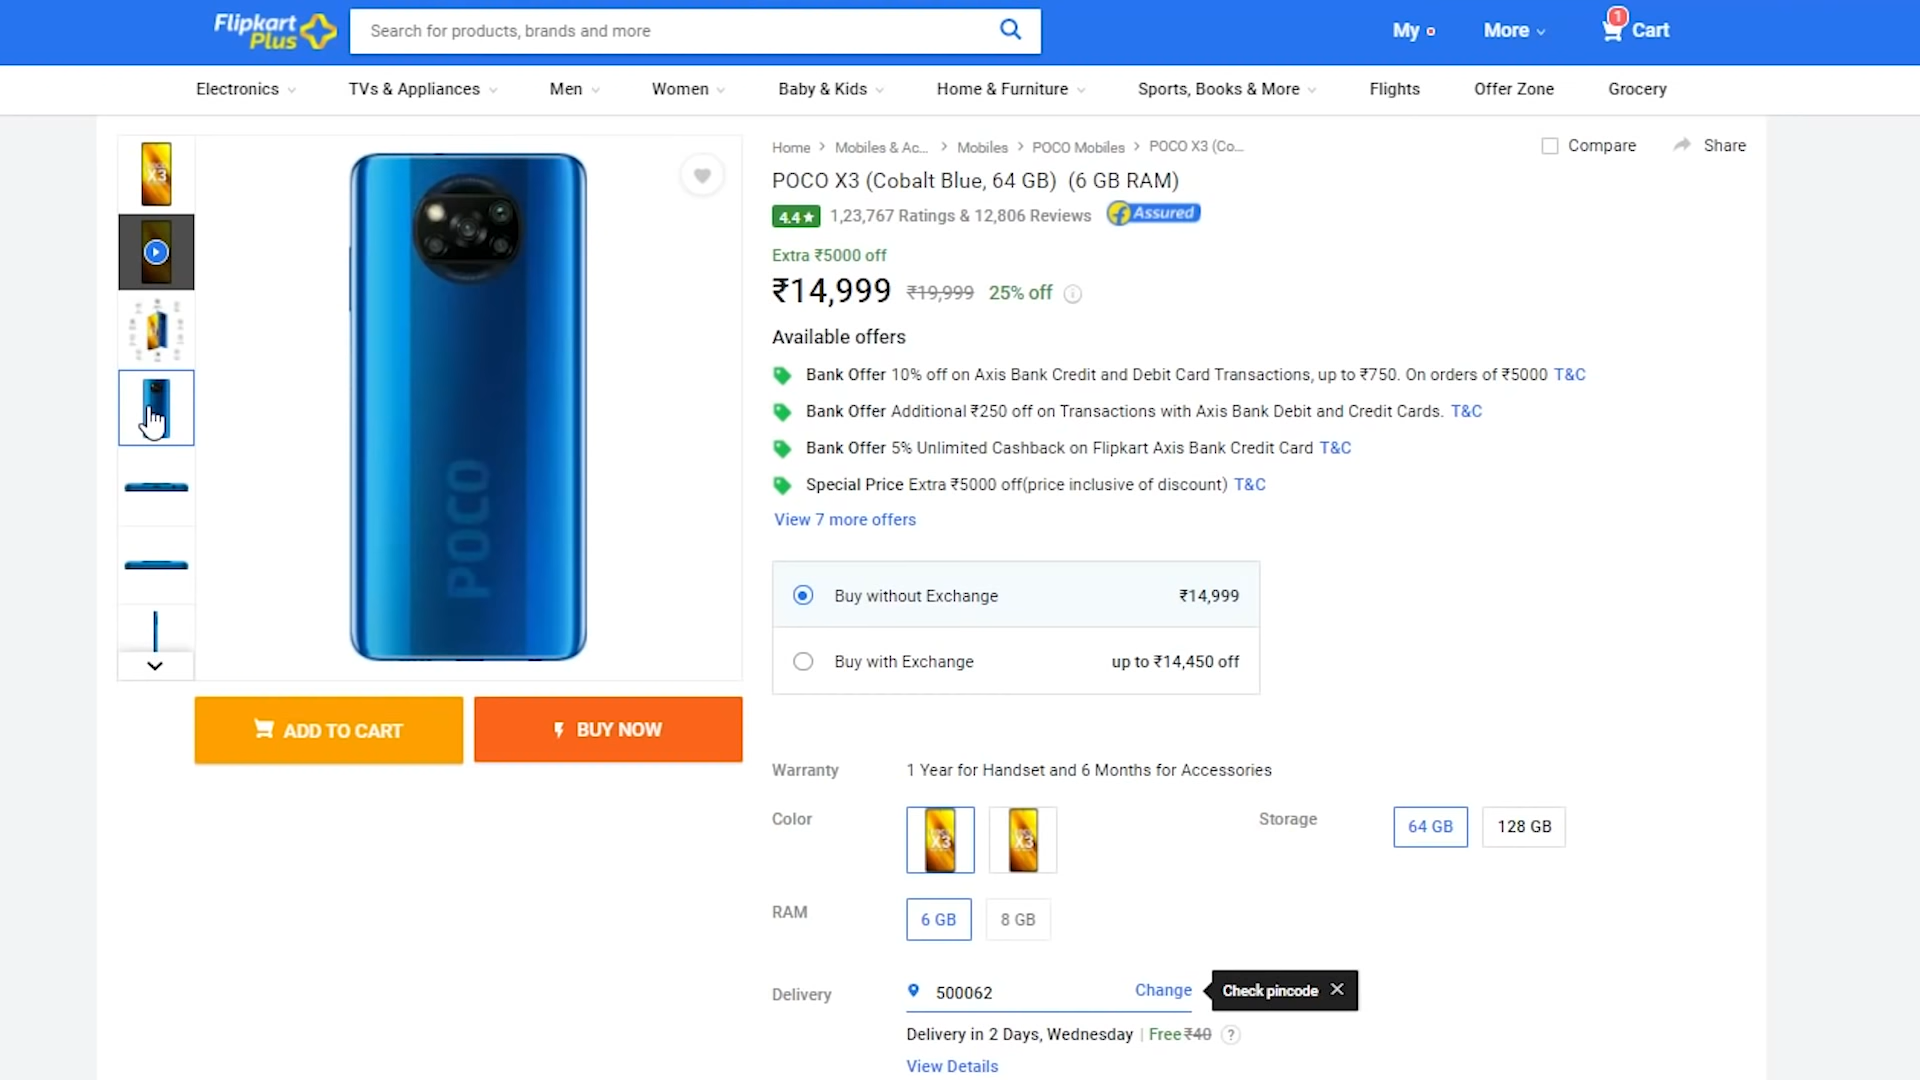 Flipkart
Plus
Search for products, brands and more
My
More
1
Cart
Electronics
TVs & Appliances
Men
Women
Baby & Kids
Home & Furniture
Sports, Books & More
Flights
Offer Zone
Grocery
Home > Mobiles & Ac... > Mobiles > POCO Mobiles > POCO X3 (Co...
Compare
Share
POCO X3 (Cobalt Blue, 64 GB) (6 GB RAM)
4.4★ 1,23,767 Ratings & 12,806 Reviews Assured
Extra ₹5000 off
₹14,999 ₹19,999 25% off
Available offers
Bank Offer 10% off on Axis Bank Credit and Debit Card Transactions, up to ₹750. On orders of ₹5000 T&C
Bank Offer Additional ₹250 off on Transactions with Axis Bank Debit and Credit Cards. T&C
Bank Offer 5% Unlimited Cashback on Flipkart Axis Bank Credit Card T&C
Special Price Extra ₹5000 off(price inclusive of discount) T&C
View 7 more offers
Buy without Exchange ₹14,999
Buy with Exchange up to ₹14,450 off
X3
POCO
ADD TO CART
BUY NOW
Warranty 1 Year for Handset and 6 Months for Accessories
Color
X3
X3
Storage
64 GB
128 GB
RAM
6 GB
8 GB
Delivery
500062
Change
Check pincode
Delivery in 2 Days, Wednesday | Free ₹40 ?
View Details